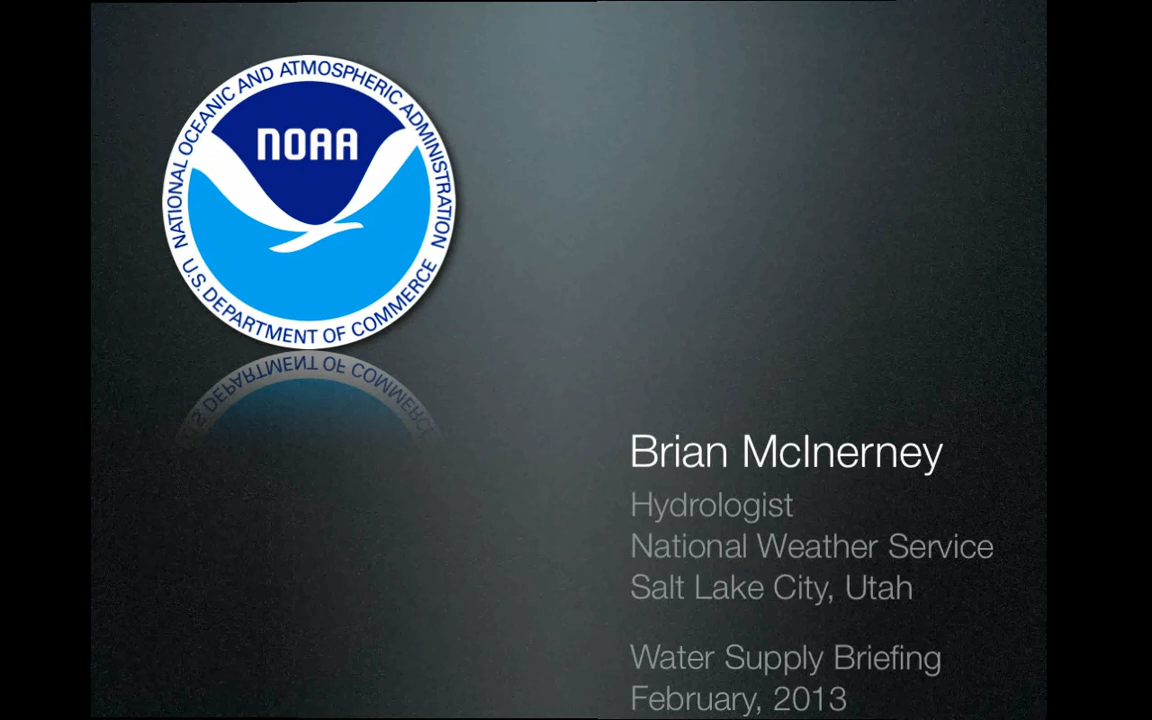 NATIONAL OCEANIC AND ATMOSPHERIC ADMINISTRATION
NOAA
U.S. DEPARTMENT OF COMMERCE
Brian McInerney
Hydrologist
National Weather Service
Salt Lake City, Utah
Water Supply Briefing
February, 2013